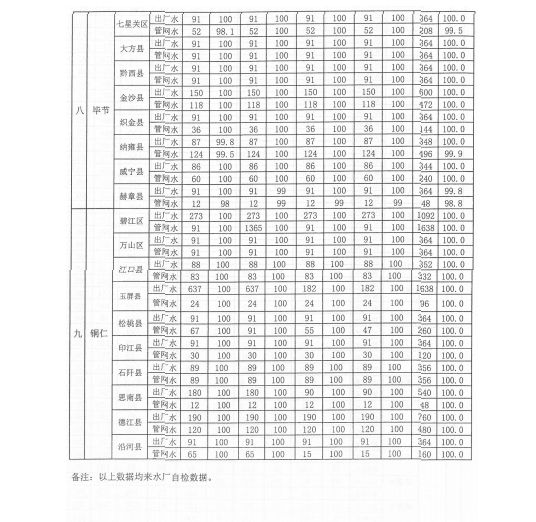 七星关区 出厂水 91 100 91 100 91 100 91 100 364 100.0
管网水 52 98.1 52 100 52 100 52 100 208 99.5
大方县 出厂水 91 100 91 100 91 100 91 100 364 100.0
管网水 91 100 91 100 91 100 91 100 364 100.0
黔西县 出厂水 91 100 91 100 91 100 91 100 364 100.0
管网水 91 100 91 100 91 100 91 100 364 100.0
八 毕节 金沙县 出厂水 150 100 150 100 150 100 150 100 600 100.0
管网水 118 100 118 100 118 100 118 100 472 100.0
织金县 出厂水 91 100 91 100 91 100 91 100 364 100.0
管网水 36 100 36 100 36 100 36 100 144 100.0
纳雍县 出厂水 87 99.8 87 100 87 100 87 100 348 100.0
管网水 124 99.5 124 100 124 100 124 100 496 99.9
威宁县 出厂水 86 100 86 100 86 100 86 100 344 100.0
管网水 60 100 60 100 60 100 60 100 240 100.0
赫章县 出厂水 91 100 91 99 91 100 91 100 364 99.8
管网水 12 98 12 99 12 99 12 99 48 98.8
碧江区 出厂水 273 100 273 100 273 100 273 100 1092 100.0
管网水 91 100 1365 100 91 100 91 100 1638 100.0
万山区 出厂水 91 100 91 100 91 100 91 100 364 100.0
管网水 91 100 91 100 91 100 91 100 364 100.0
江口县 出厂水 88 100 88 100 88 100 88 100 352 100.0
管网水 83 100 83 100 83 100 83 100 332 100.0
玉屏县 出厂水 637 100 637 100 182 100 182 100 1638 100.0
管网水 24 100 24 100 24 100 24 100 96 100.0
九 铜仁 松桃县 出厂水 91 100 91 100 91 100 91 100 364 100.0
管网水 67 100 91 100 55 100 47 100 260 100.0
印江县 出厂水 91 100 91 100 91 100 91 100 364 100.0
管网水 30 100 30 100 30 100 30 100 120 100.0
石阡县 出厂水 89 100 89 100 89 100 89 100 356 100.0
管网水 89 100 89 100 89 100 89 100 356 100.0
思南县 出厂水 180 100 180 100 90 100 90 100 540 100.0
管网水 12 100 12 100 12 100 12 100 48 100.0
德江县 出厂水 190 100 190 100 190 100 190 100 760 100.0
管网水 120 100 120 100 120 100 120 100 480 100.0
沿河县 出厂水 91 100 91 100 91 100 91 100 364 100.0
管网水 65 100 65 100 15 100 15 100 160 100.0
备注：以上数据均来水厂自检数据。